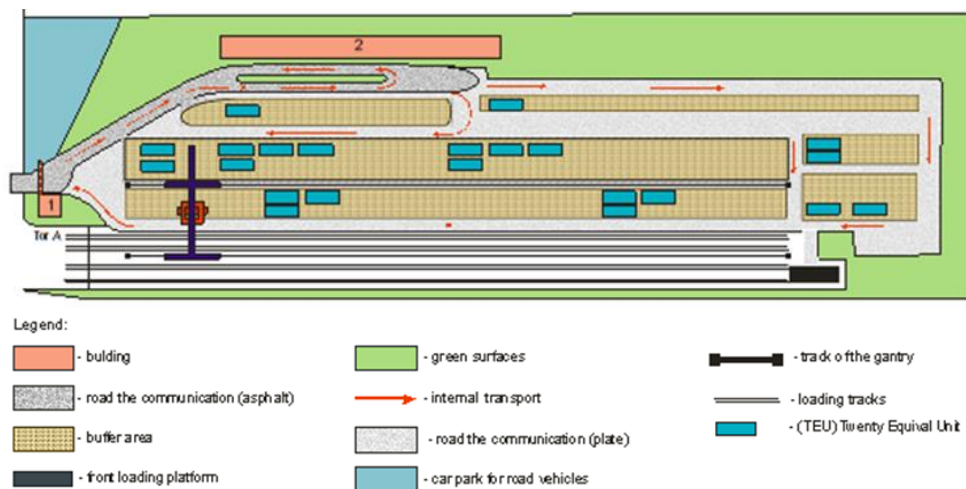 2
1
Tor A
Legend:
- bulding
- green surfaces
- track of the gantry
- road the communication (asphalt)
- internal transport
- loading tracks
- buffer area
- road the communication (plate)
- (TEU) Twenty Equival Unit
- front loading platform
- car park for road vehicles